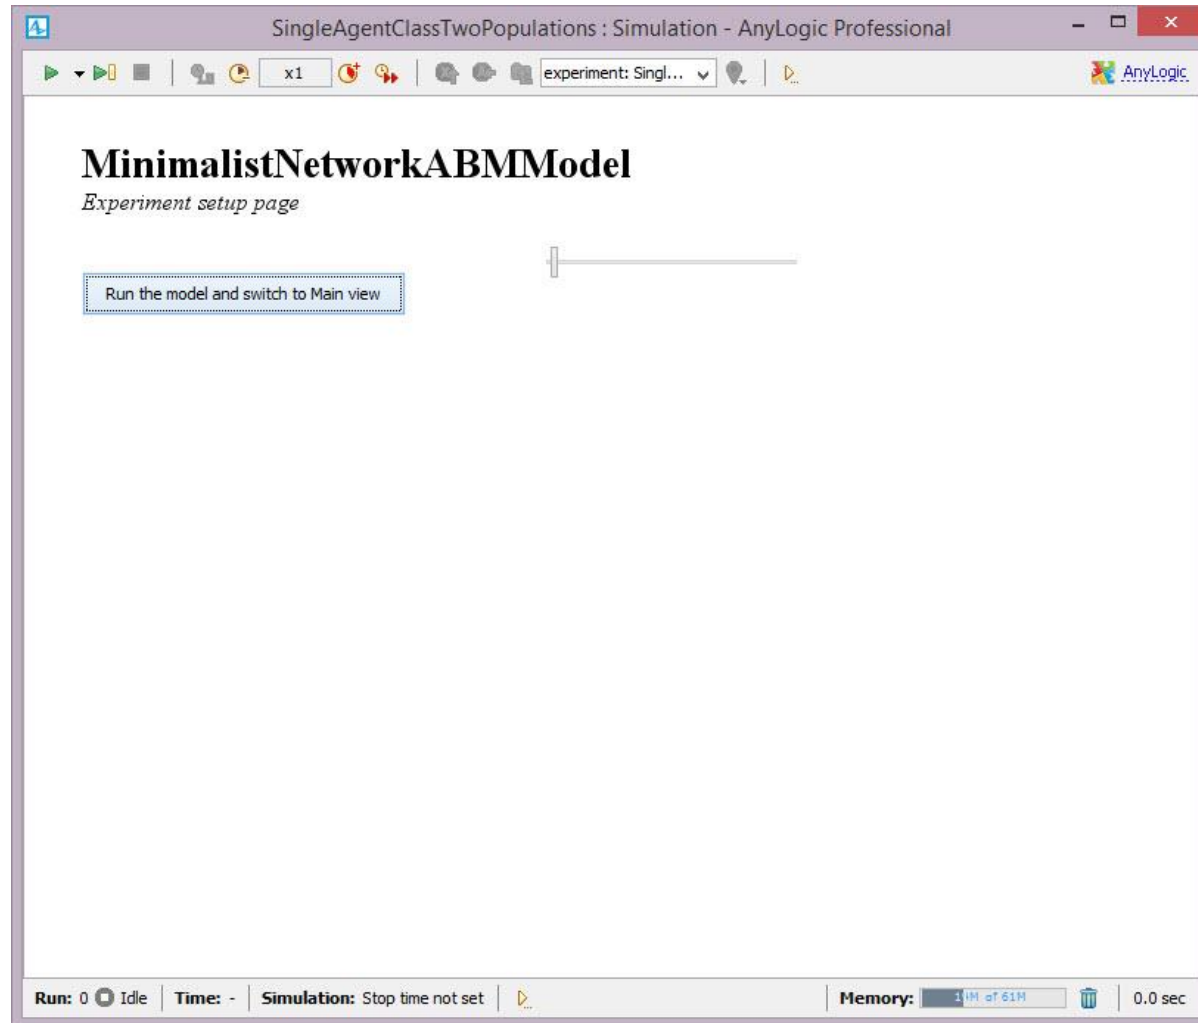 SingleAgentClassTwoPopulations : Simulation - AnyLogic Professional
x1
experiment: Singl...
AnyLogic
MinimalistNetworkABMModel
Experiment setup page
Run the model and switch to Main view
Run: 0 Idle Time: - Simulation: Stop time not set Memory: of 61M 0.0 sec